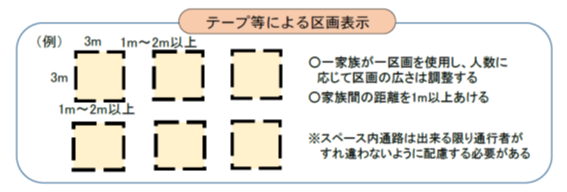 テープ等による区画表示
（例） 3m 1m～2m以上
3m
1m～2m以上
○一家族が一区画を使用し、人数に
応じて区画の広さは調整する
○家族間の距離を1m以上あける
※スペース内通路は出来る限り通行者が
すれ違わないように配慮する必要がある